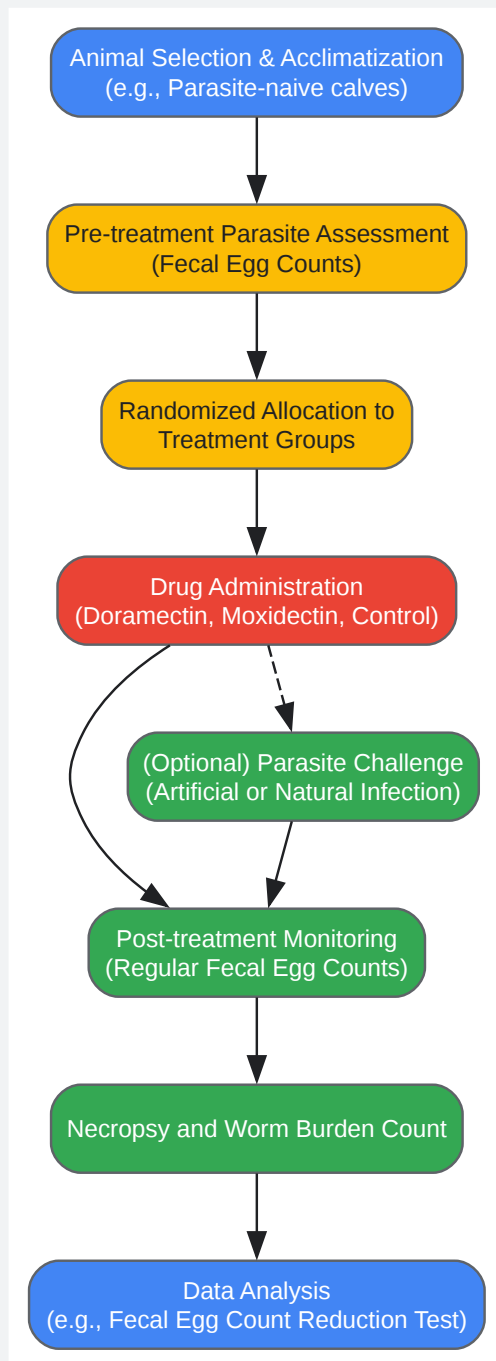 Animal Selection & Acclimatization
(e.g., Parasite-naive calves)
Pre-treatment Parasite Assessment
(Fecal Egg Counts)
Randomized Allocation to
Treatment Groups
Drug Administration
(Doramectin, Moxidectin, Control)
(Optional) Parasite Challenge
(Artificial or Natural Infection)
Post-treatment Monitoring
(Regular Fecal Egg Counts)
Necropsy and Worm Burden Count
Data Analysis
(e.g., Fecal Egg Count Reduction Test)